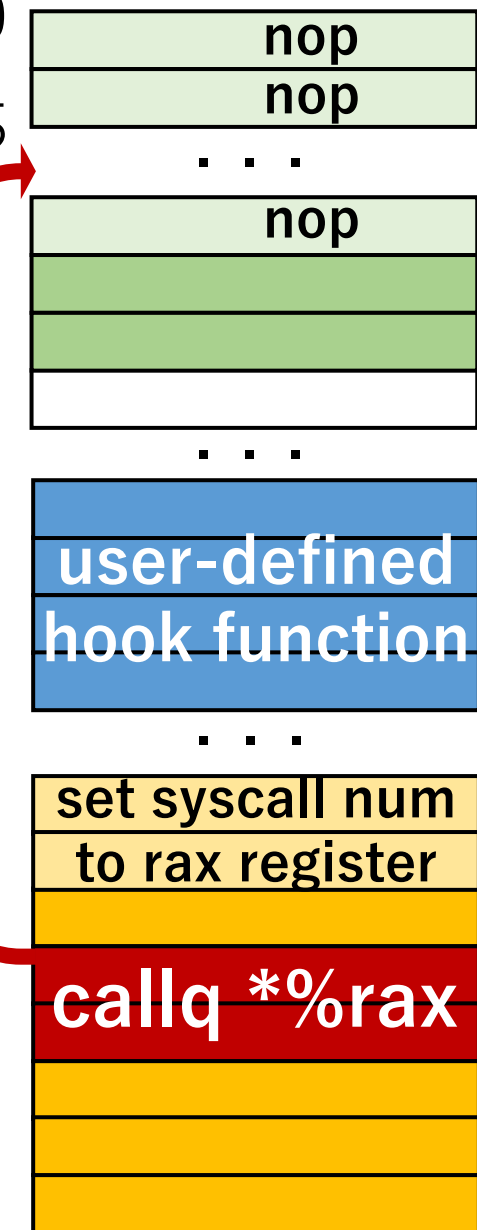 nop
nop
. . .
nop
. . .
user-defined
hook function
. . .
set syscall num
to rax register
callq *%rax